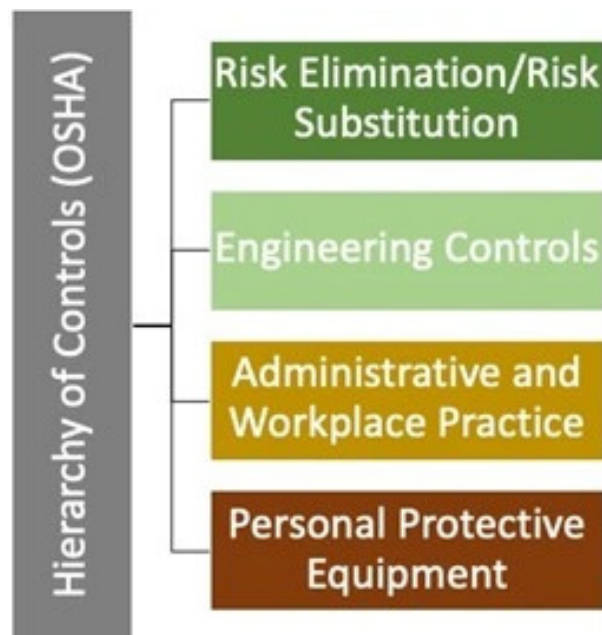 Hierarchy of Controls (OSHA)
Risk Elimination/Risk
Substitution
Engineering Controls
Administrative and
Workplace Practice
Personal Protective
Equipment